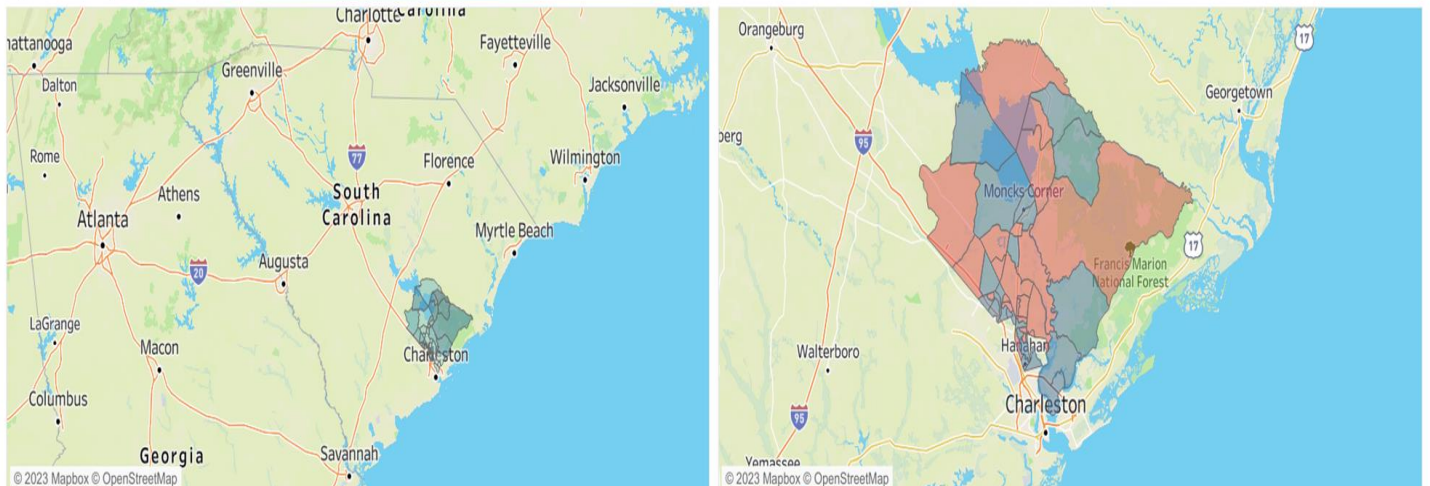 Charlotte
Carolina
hattanooga
Fayetteville
Greenville
Dalton
Jacksonville
Rome
77
Florence
Wilmington
Athens
South
Carolina
Atlanta
Myrtle Beach
Augusta
20
LaGrange
Macon
Charleston
Columbus
Georgia
Savannah
© 2023 Mapbox © OpenStreetMap
Orangeburg
17
Georgetown
berg
95
Moncks Corner
17
Francis Marion
National Forest
Walterboro
Hanahan
Charleston
95
Yemassee
© 2023 Mapbox © OpenStreetMap